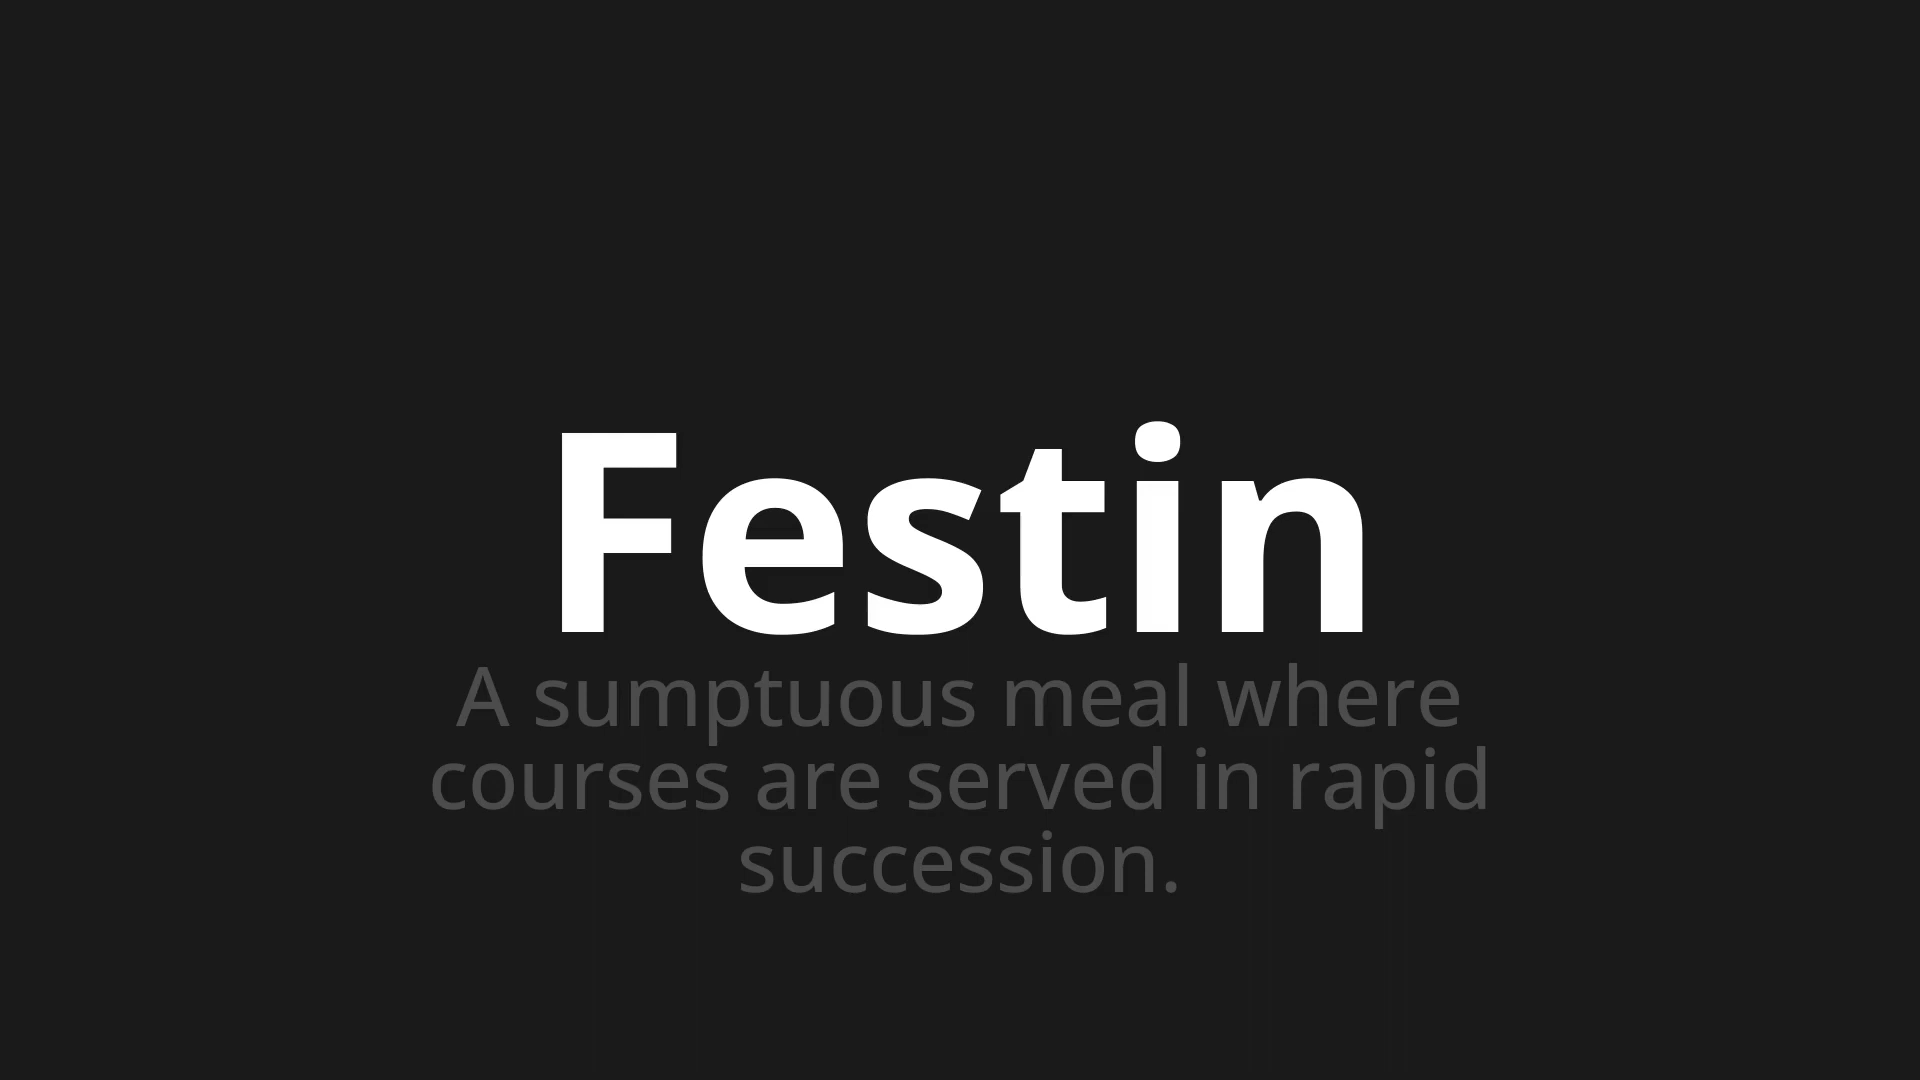 Festin
A sumptuous meal where
courses are served in rapid
succession.